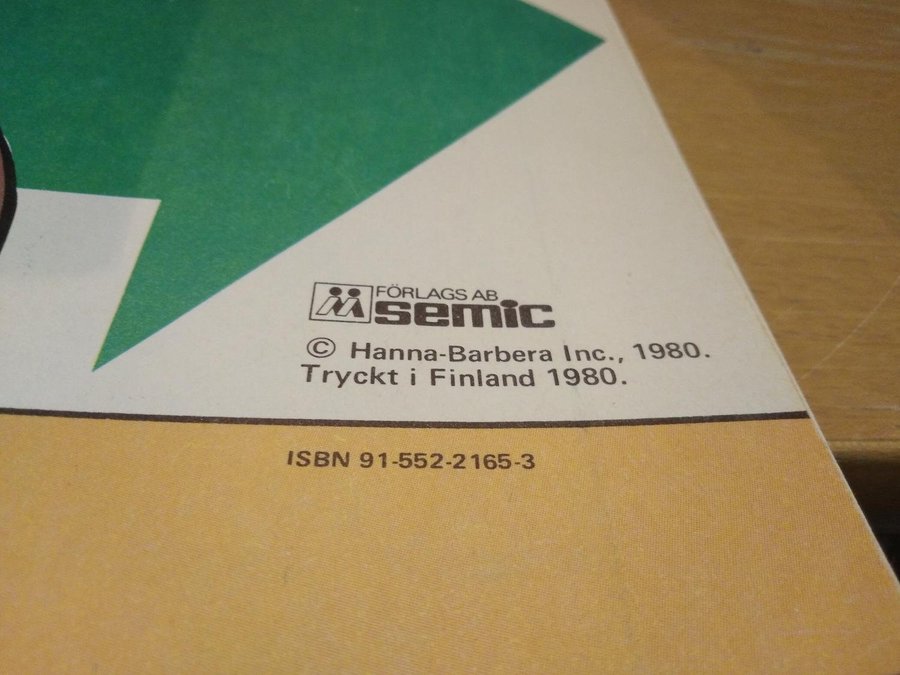 FÖRLAGS AB
semic
© Hanna-Barbera Inc., 1980.
Tryckt i Finland 1980.
ISBN 91-552-2165-3